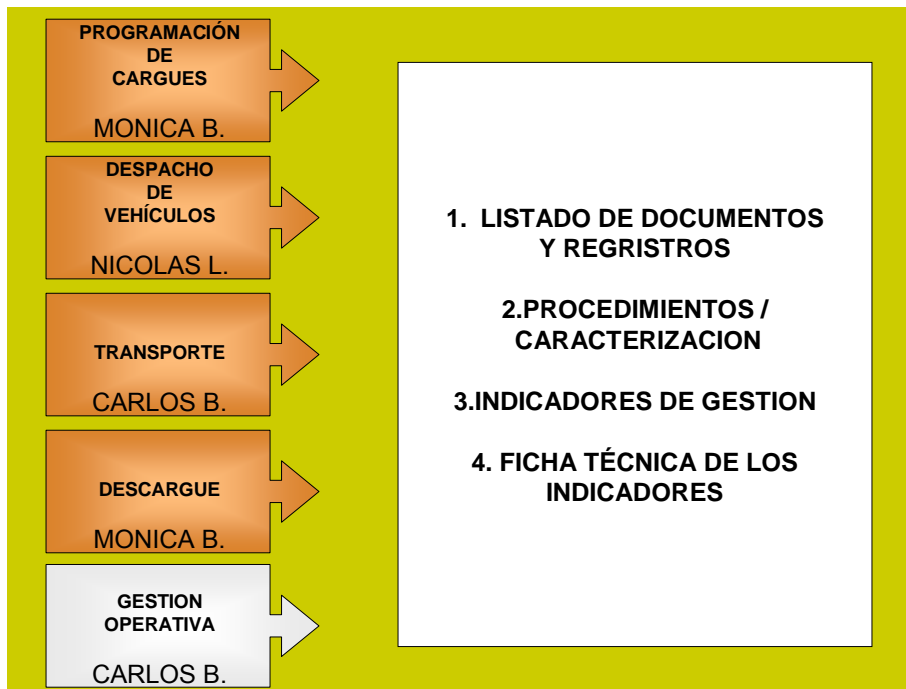 PROGRAMACIÓN
DE
CARGUES
MONICA B.
DESPACHO
DE
VEHÍCULOS
NICOLAS L.
TRANSPORTE
CARLOS B.
DESCARGUE
MONICA B.
GESTION
OPERATIVA
CARLOS B.
1. LISTADO DE DOCUMENTOS
Y REGRISTROS
2.PROCEDIMIENTOS /
CARACTERIZACION
3.INDICADORES DE GESTION
4. FICHA TÉCNICA DE LOS
INDICADORES